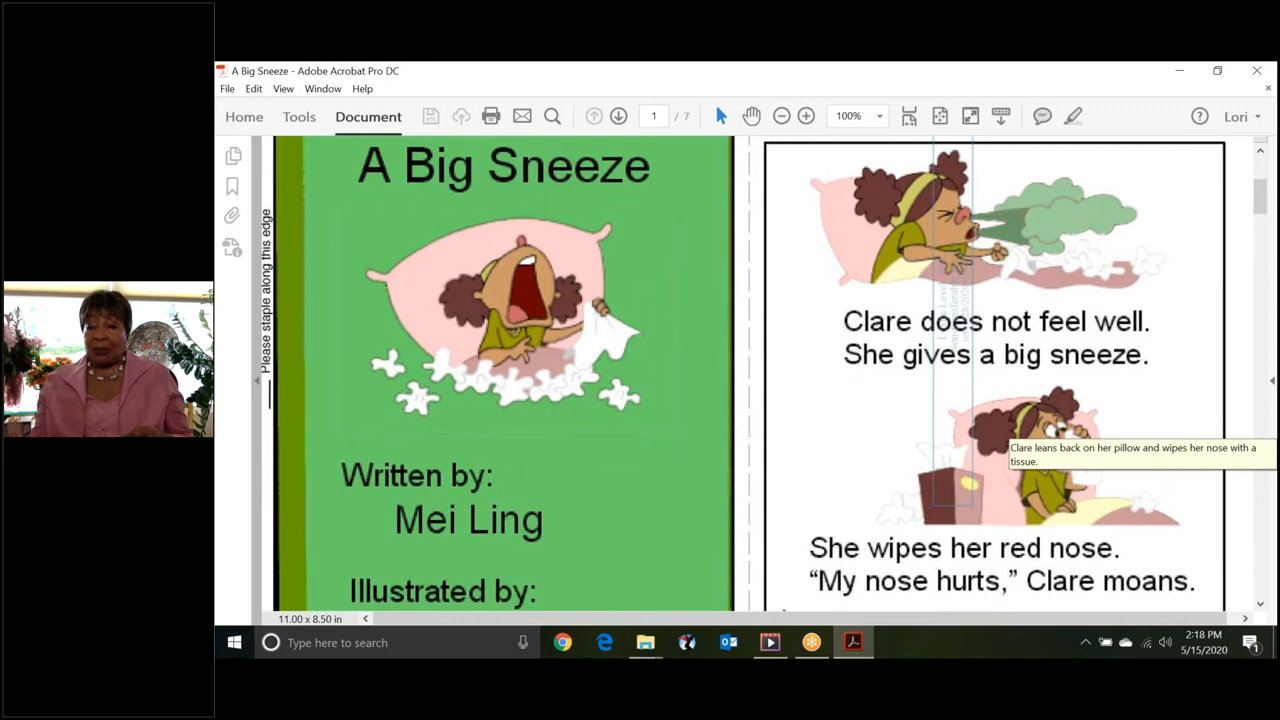 A Big Sneeze - Adobe Acrobat Pro DC
File Edit View Window Help
Home Tools Document 1 / 7 100% Lori
Please staple along this edge
A Big Sneeze
Written by:
Mei Ling
Illustrated by:
Clare does not feel well.
She gives a big sneeze.
Clare leans back on her pillow and wipes her nose with a
tissue.
She wipes her red nose.
“My nose hurts,” Clare moans.
11.00 x 8.50 in
Type here to search
2:18 PM
5/15/2020
1